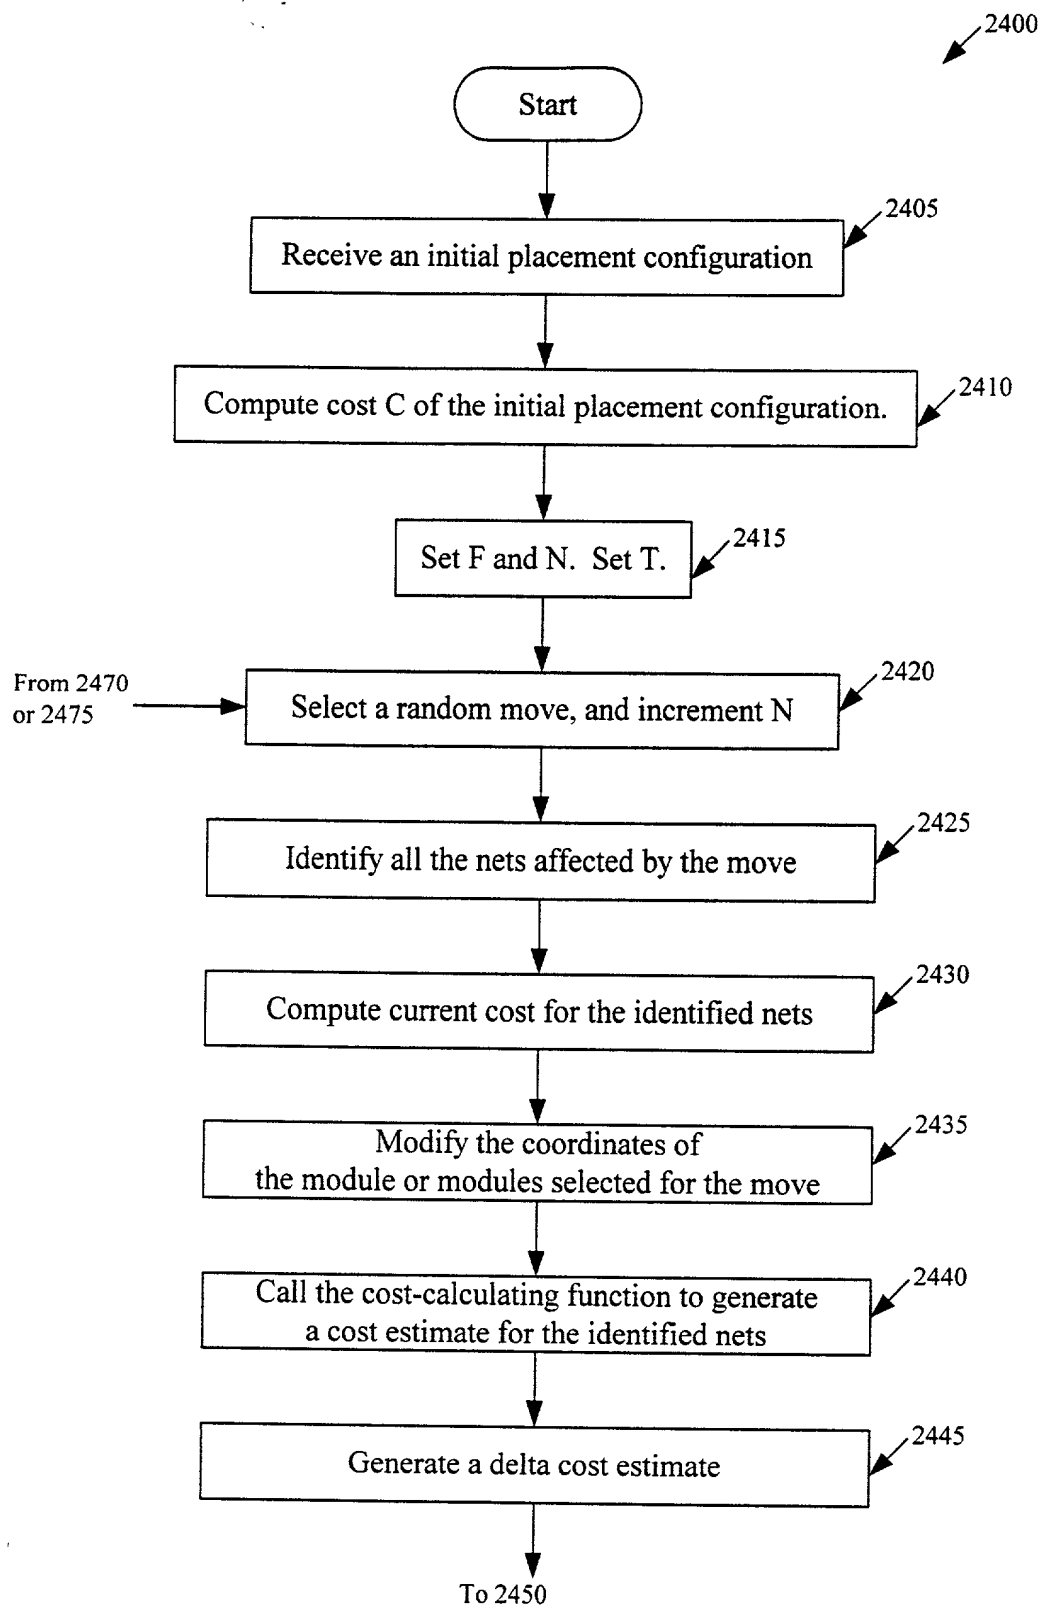 2400
Start
2405
Receive an initial placement configuration
2410
Compute cost C of the initial placement configuration.
2415
Set F and N. Set T.
From 2470
or 2475
2420
Select a random move, and increment N
2425
Identify all the nets affected by the move
2430
Compute current cost for the identified nets
2435
Modify the coordinates of
the module or modules selected for the move
2440
Call the cost-calculating function to generate
a cost estimate for the identified nets
2445
Generate a delta cost estimate
To 2450